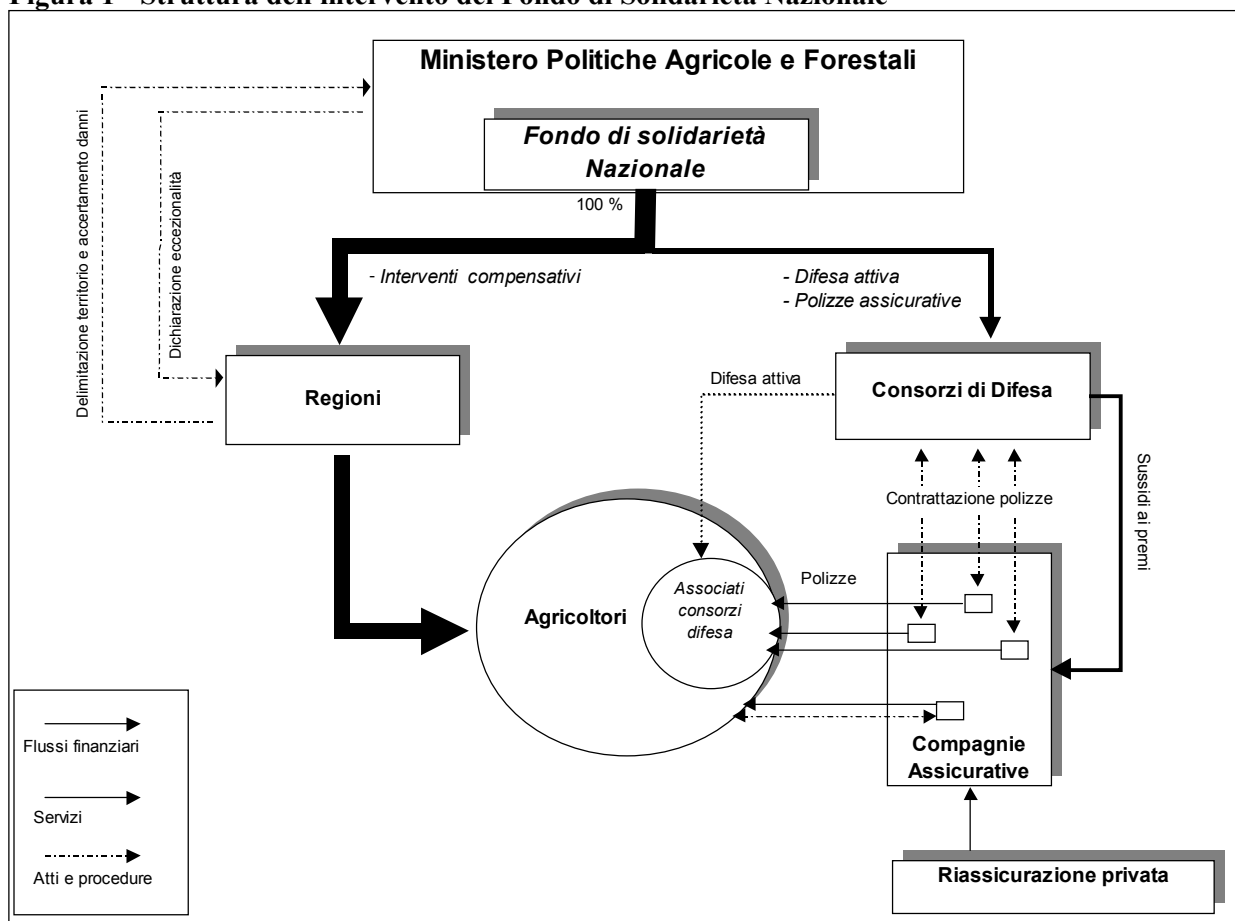 Figura 1 - Struttura dell'intervento del Fondo di Solidarietà Nazionale
Ministero Politiche Agricole e Forestali
Fondo di solidarietà
Nazionale
100 %
- Interventi compensativi
- Difesa attiva
- Polizze assicurative
Delimitazione territorio e accertamento danni
Dichiarazione eccezionalità
Regioni
Difesa attiva
Consorzi di Difesa
Sussidi ai premi
Contrattazione polizze
Polizze
Agricoltori
Associati
consorzi
difesa
Compagnie
Assicurative
Flussi finanziari
Servizi
Atti e procedure
Riassicurazione privata